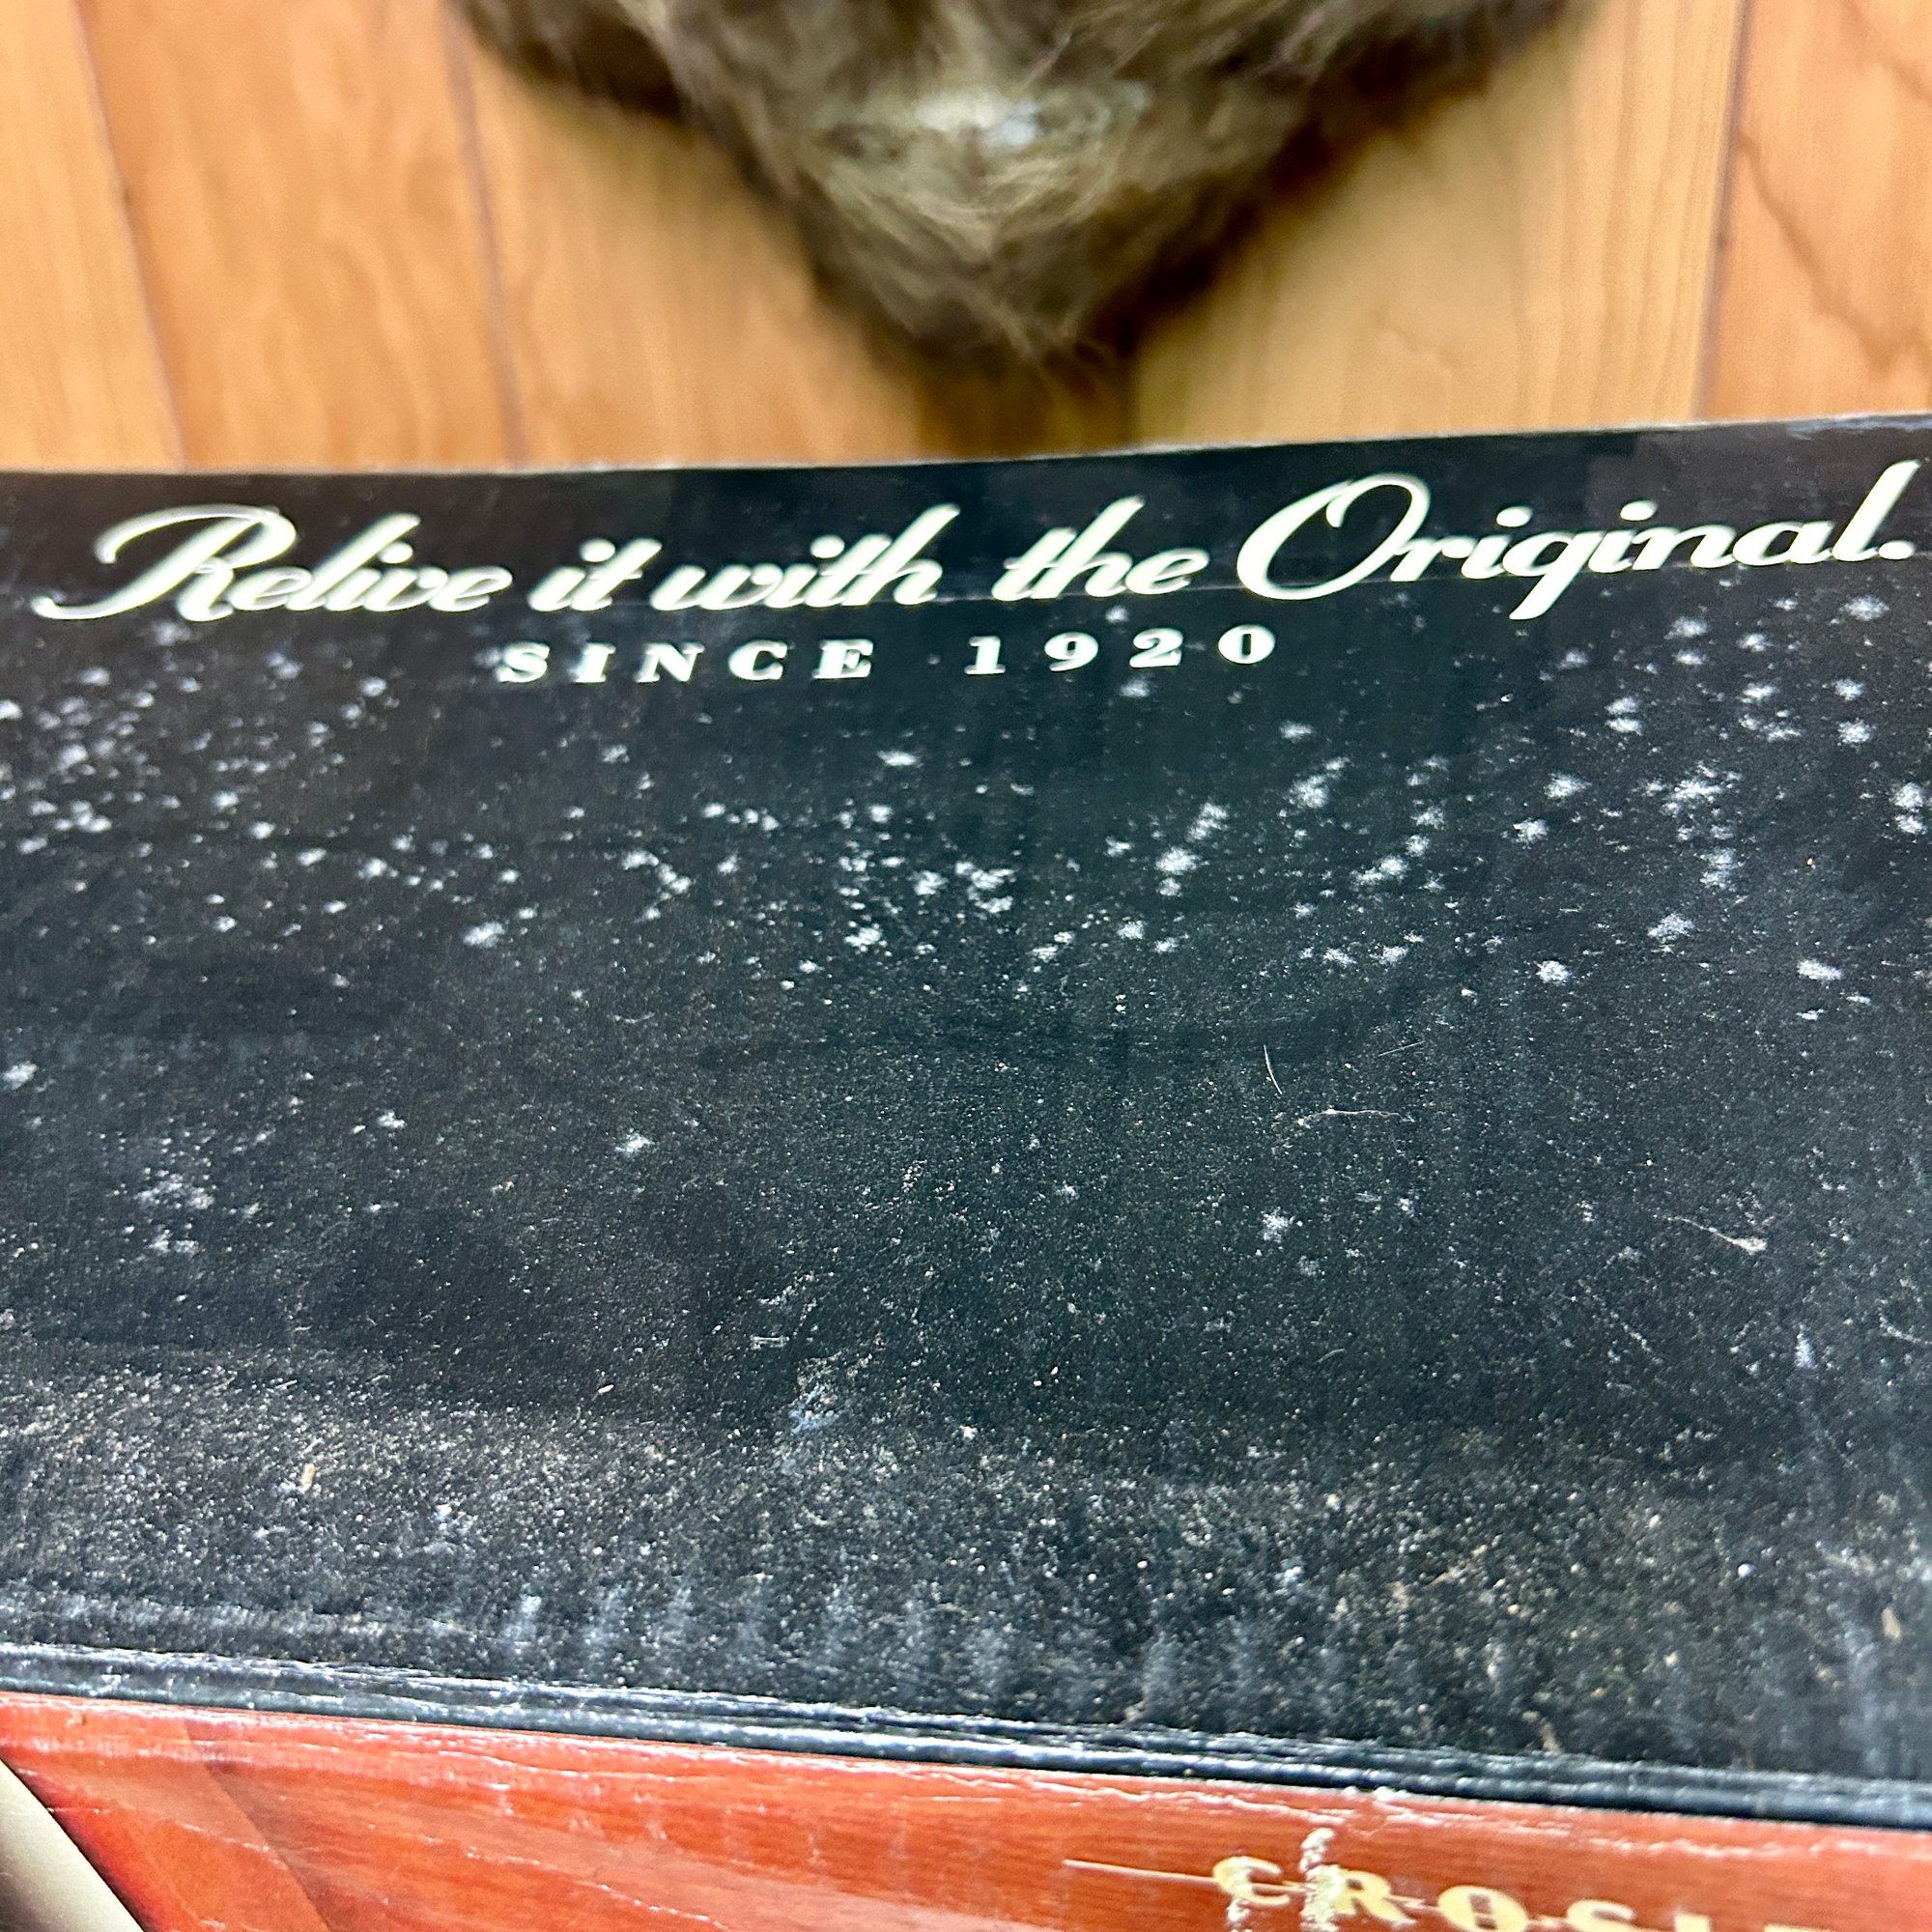 Relive it with the Original.
SINCE 1920